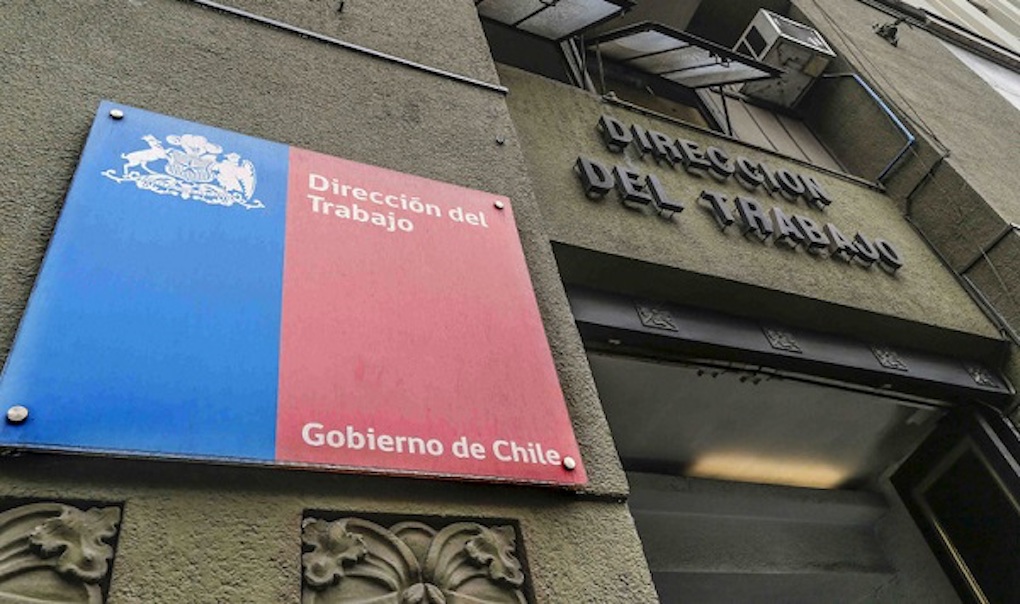 Dirección del
Trabajo
Gobierno de Chile
DIRECCION
DEL TRABAJO